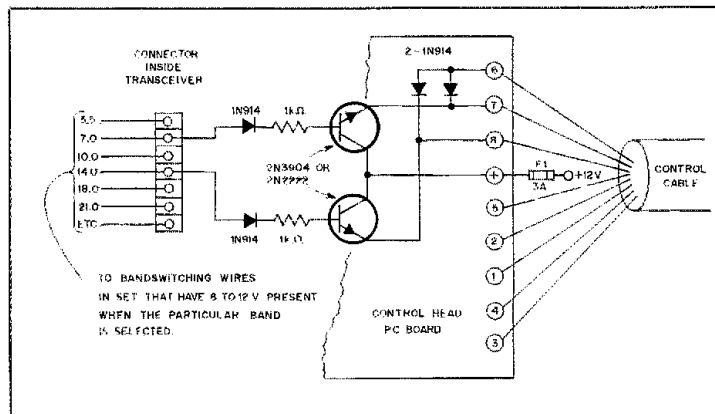 CONNECTOR
INSIDE
TRANSCEIVER
3.5
7.0
10.0
14.0
18.0
21.0
ETC
1N914
1kΩ
2N3904 OR
2N2222
1N914
1kΩ
2-1N914
6
7
8
+
5
2
1
4
3
F1
3A
+12V
CONTROL
CABLE
CONTROL HEAD
PC BOARD
TO BANDSWITCHING WIRES
IN SET THAT HAVE 8 TO 12 V PRESENT
WHEN THE PARTICULAR BAND
IS SELECTED.